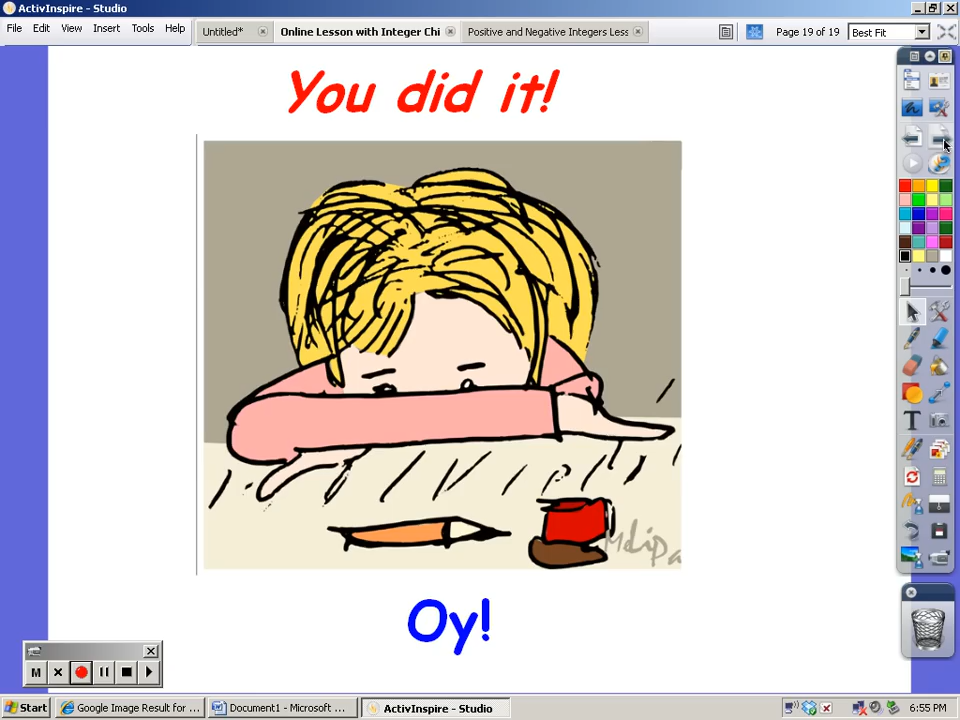 ActivInspire - Studio
File Edit View Insert Tools Help
Untitled*
Online Lesson with Integer Chi
Positive and Negative Integers Less
Page 19 of 19
Best Fit
You did it!
Oy!
M
Start
Google Image Result for ...
Document1 - Microsoft ...
ActivInspire - Studio
6:55 PM